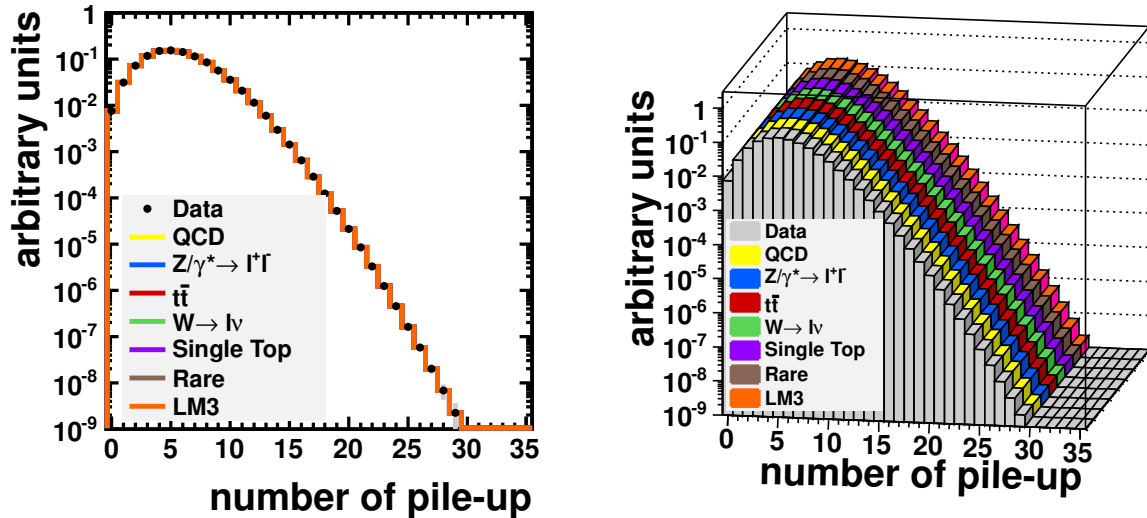 arbitrary units
10⁻¹
10⁻²
10⁻³
10⁻⁴
10⁻⁵
10⁻⁶
10⁻⁷
10⁻⁸
10⁻⁹
Data
QCD
Z/γ*→ l⁺l⁻
tt̄
W→ lν
Single Top
Rare
LM3
0 5 10 15 20 25 30 35
number of pile-up
arbitrary units
1
10⁻¹
10⁻²
10⁻³
10⁻⁴
10⁻⁵
10⁻⁶
10⁻⁷
10⁻⁸
10⁻⁹
Data
QCD
Z/γ*→ l⁺l⁻
tt̄
W→ lν
Single Top
Rare
LM3
0 5 10 15 20 25 30 35
number of pile-up